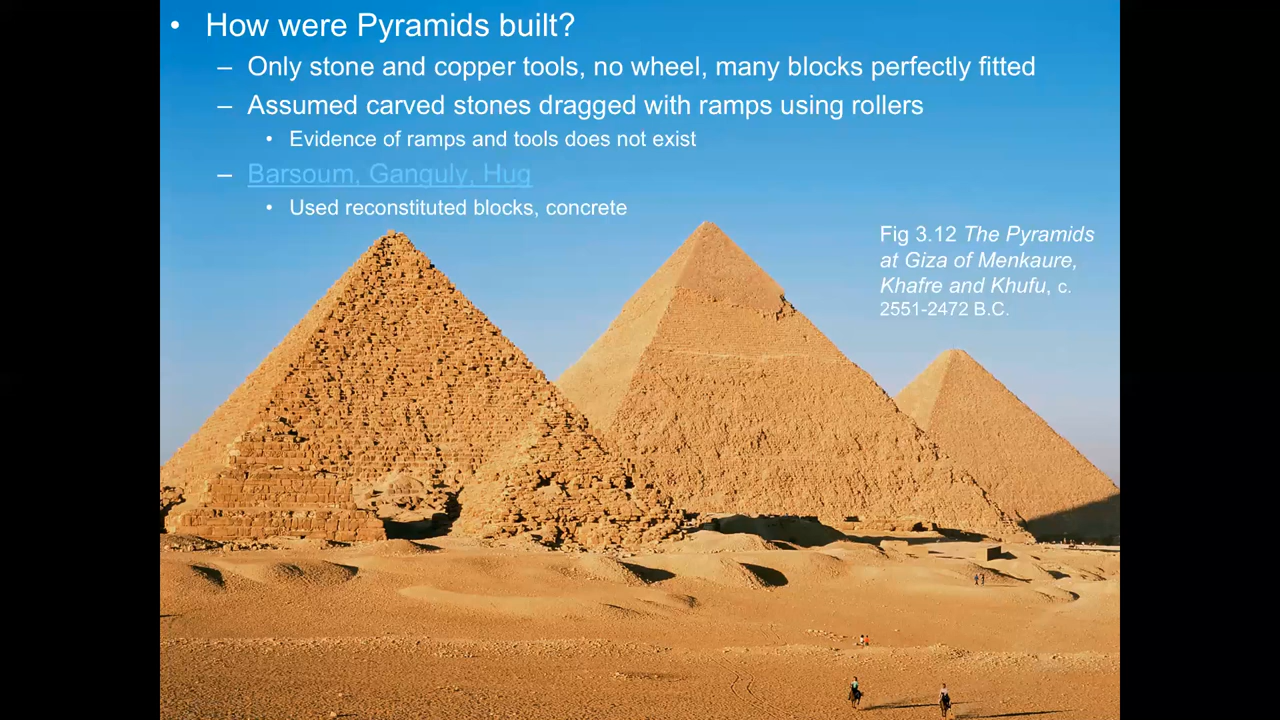 • How were Pyramids built?
– Only stone and copper tools, no wheel, many blocks perfectly fitted
– Assumed carved stones dragged with ramps using rollers
• Evidence of ramps and tools does not exist
– Barsoum, Ganguly, Hug
• Used reconstituted blocks, concrete
Fig 3.12 The Pyramids
at Giza of Menkaure,
Khafre and Khufu, c.
2551-2472 B.C.